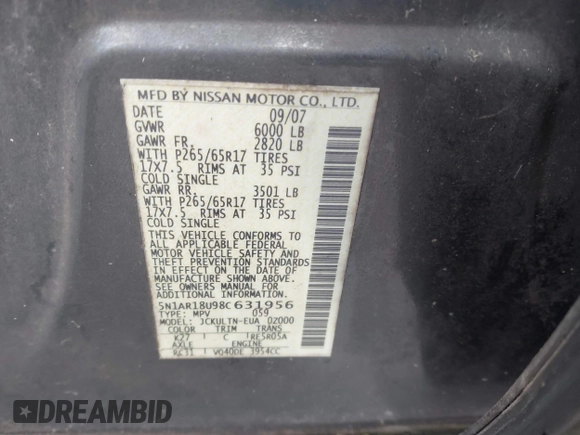 MFD BY NISSAN MOTOR CO., LTD.
DATE 09/07
GVWR 6000 LB
GAWR FR. 2820 LB
WITH P265/65R17 TIRES
17X7.5 RIMS AT 35 PSI
COLD SINGLE
GAWR RR. 3501 LB
WITH P265/65R17 TIRES
17X7.5 RIMS AT 35 PSI
COLD SINGLE
THIS VEHICLE CONFORMS TO
ALL APPLICABLE FEDERAL
MOTOR VEHICLE SAFETY AND
THEFT PREVENTION STANDARDS
IN EFFECT ON THE DATE OF
MANUFACTURE SHOWN ABOVE.
SEE OWNERS MANUAL FOR
ADDITIONAL INFORMATION.
5N1AR18U98C631956
TYPE: MPV 059
MODEL: JCKULTN-EUA 02000
COLOR TRIM TRANS
K27 C RE5R05A
AXLE ENGINE
RC31 VQ40DE 3954CC
DREAMBID